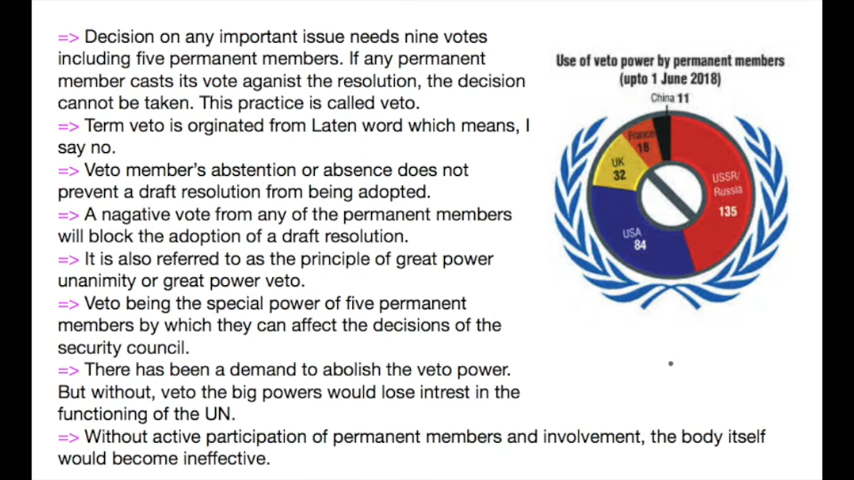 => Decision on any important issue needs nine votes
including five permanent members. If any permanent
member casts its vote aganist the resolution, the decision
cannot be taken. This practice is called veto.
=> Term veto is orginated from Laten word which means, I
say no.
=> Veto member's abstention or absence does not
prevent a draft resolution from being adopted.
=> A nagative vote from any of the permanent members
will block the adoption of a draft resolution.
=> It is also referred to as the principle of great power
unanimity or great power veto.
=> Veto being the special power of five permanent
members by which they can affect the decisions of the
security council.
=> There has been a demand to abolish the veto power.
But without, veto the big powers would lose intrest in the
functioning of the UN.
=> Without active participation of permanent members and involvement, the body itself
would become ineffective.
Use of veto power by permanent members
(upto 1 June 2018)
China 11
France
18
UK
32
USSR/
Russia
135
USA
84